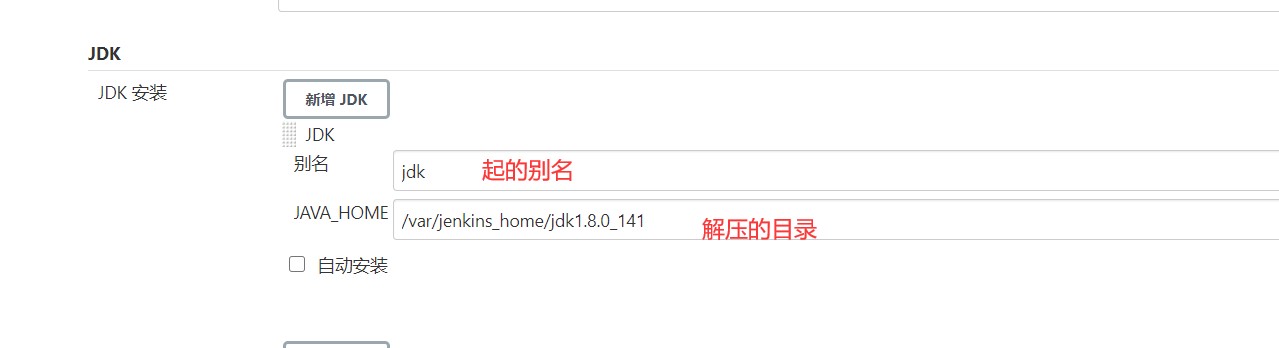 JDK
JDK 安装
新增 JDK
JDK
别名
jdk
起的别名
JAVA_HOME
/var/jenkins_home/jdk1.8.0_141
解压的目录
自动安装